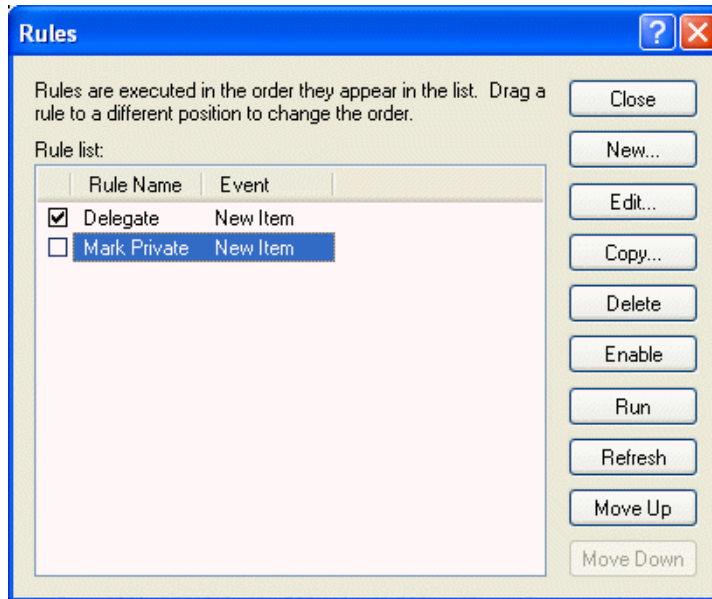 Rules
Rules are executed in the order they appear in the list. Drag a
rule to a different position to change the order.
Rule list:
Rule Name Event
Delegate New Item
Mark Private New Item
Close
New...
Edit...
Copy...
Delete
Enable
Run
Refresh
Move Up
Move Down